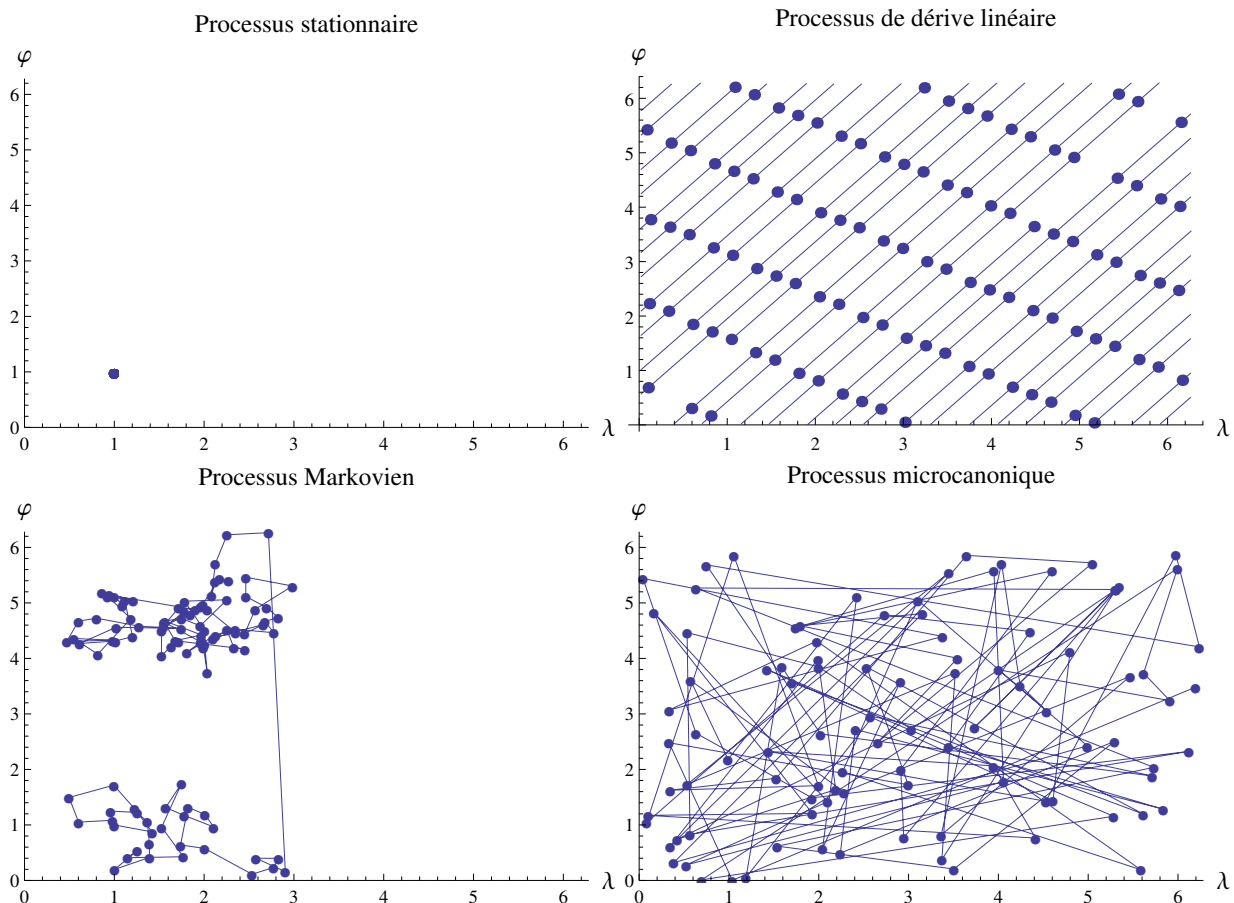 Processus stationnaire
φ
6
5
4
3
2
1
0
0 1 2 3 4 5 6 λ
Processus de dérive linéaire
φ
6
5
4
3
2
1
0
1 2 3 4 5 6 λ
Processus Markovien
φ
6
5
4
3
2
1
0
0 1 2 3 4 5 6 λ
Processus microcanonique
φ
6
5
4
3
2
1
0
0 1 2 3 4 5 6 λ